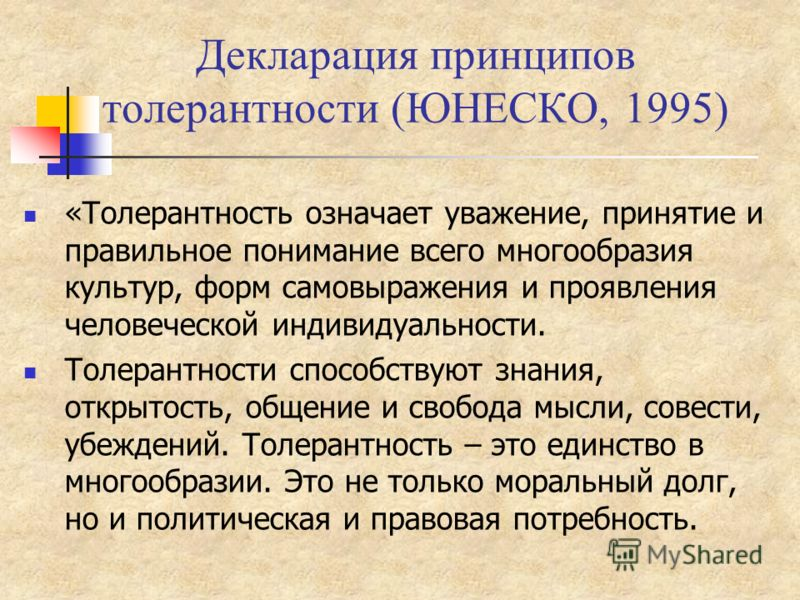 Декларация принципов
толерантности (ЮНЕСКО, 1995)
«Толерантность означает уважение, принятие и
правильное понимание всего многообразия
культур, форм самовыражения и проявления
человеческой индивидуальности.
Толерантности способствуют знания,
открытость, общение и свобода мысли, совести,
убеждений. Толерантность – это единство в
многообразии. Это не только моральный долг,
но и политическая и правовая потребность.
MyShared